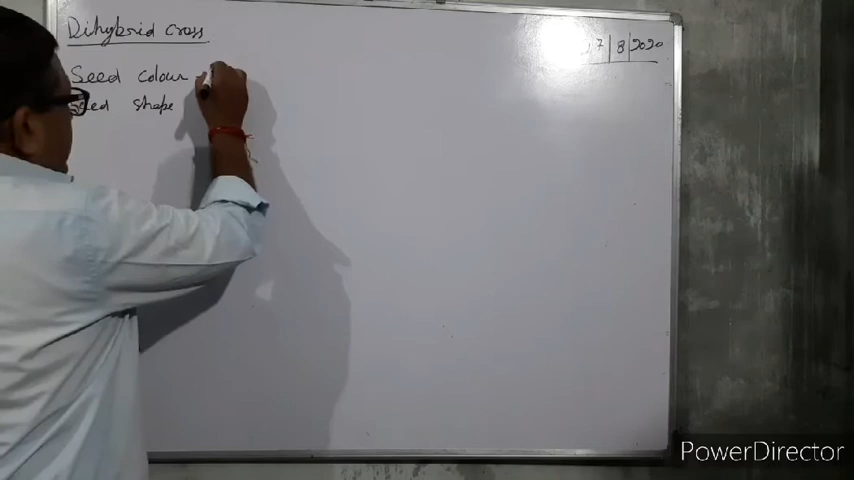 Dihybrid cross
7|8|2020
Seed colour
Seed shape
PowerDirector